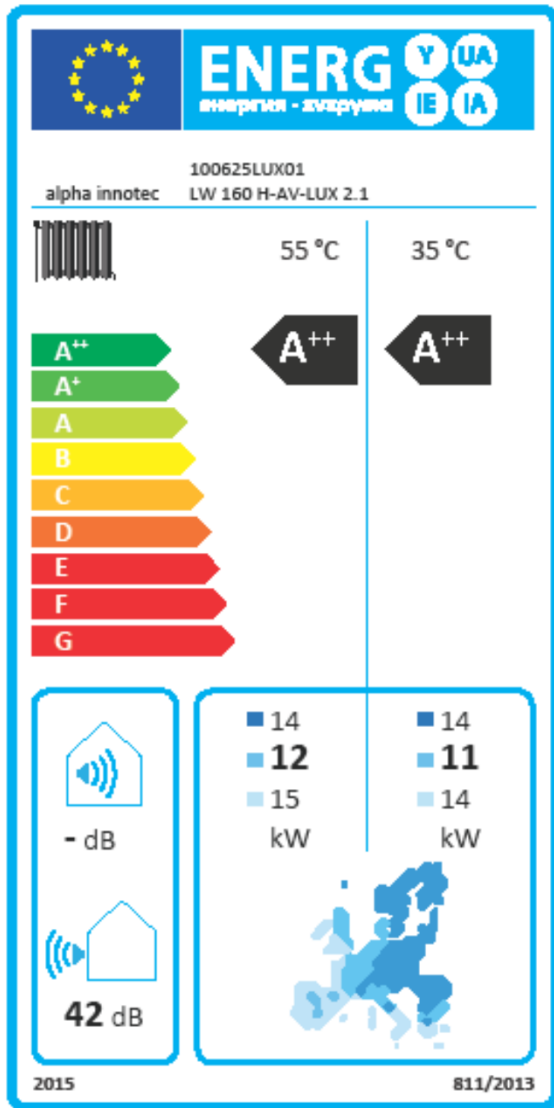 ENERG Y UA
енергия · ενεργεια IE IA
100625LUX01
alpha innotec LW 160 H-AV-LUX 2.1
55 °C 35 °C
A++ A++
A++
A+
A
B
C
D
E
F
G
14 14
12 11
15 14
kW kW
- dB
42 dB
2015 811/2013